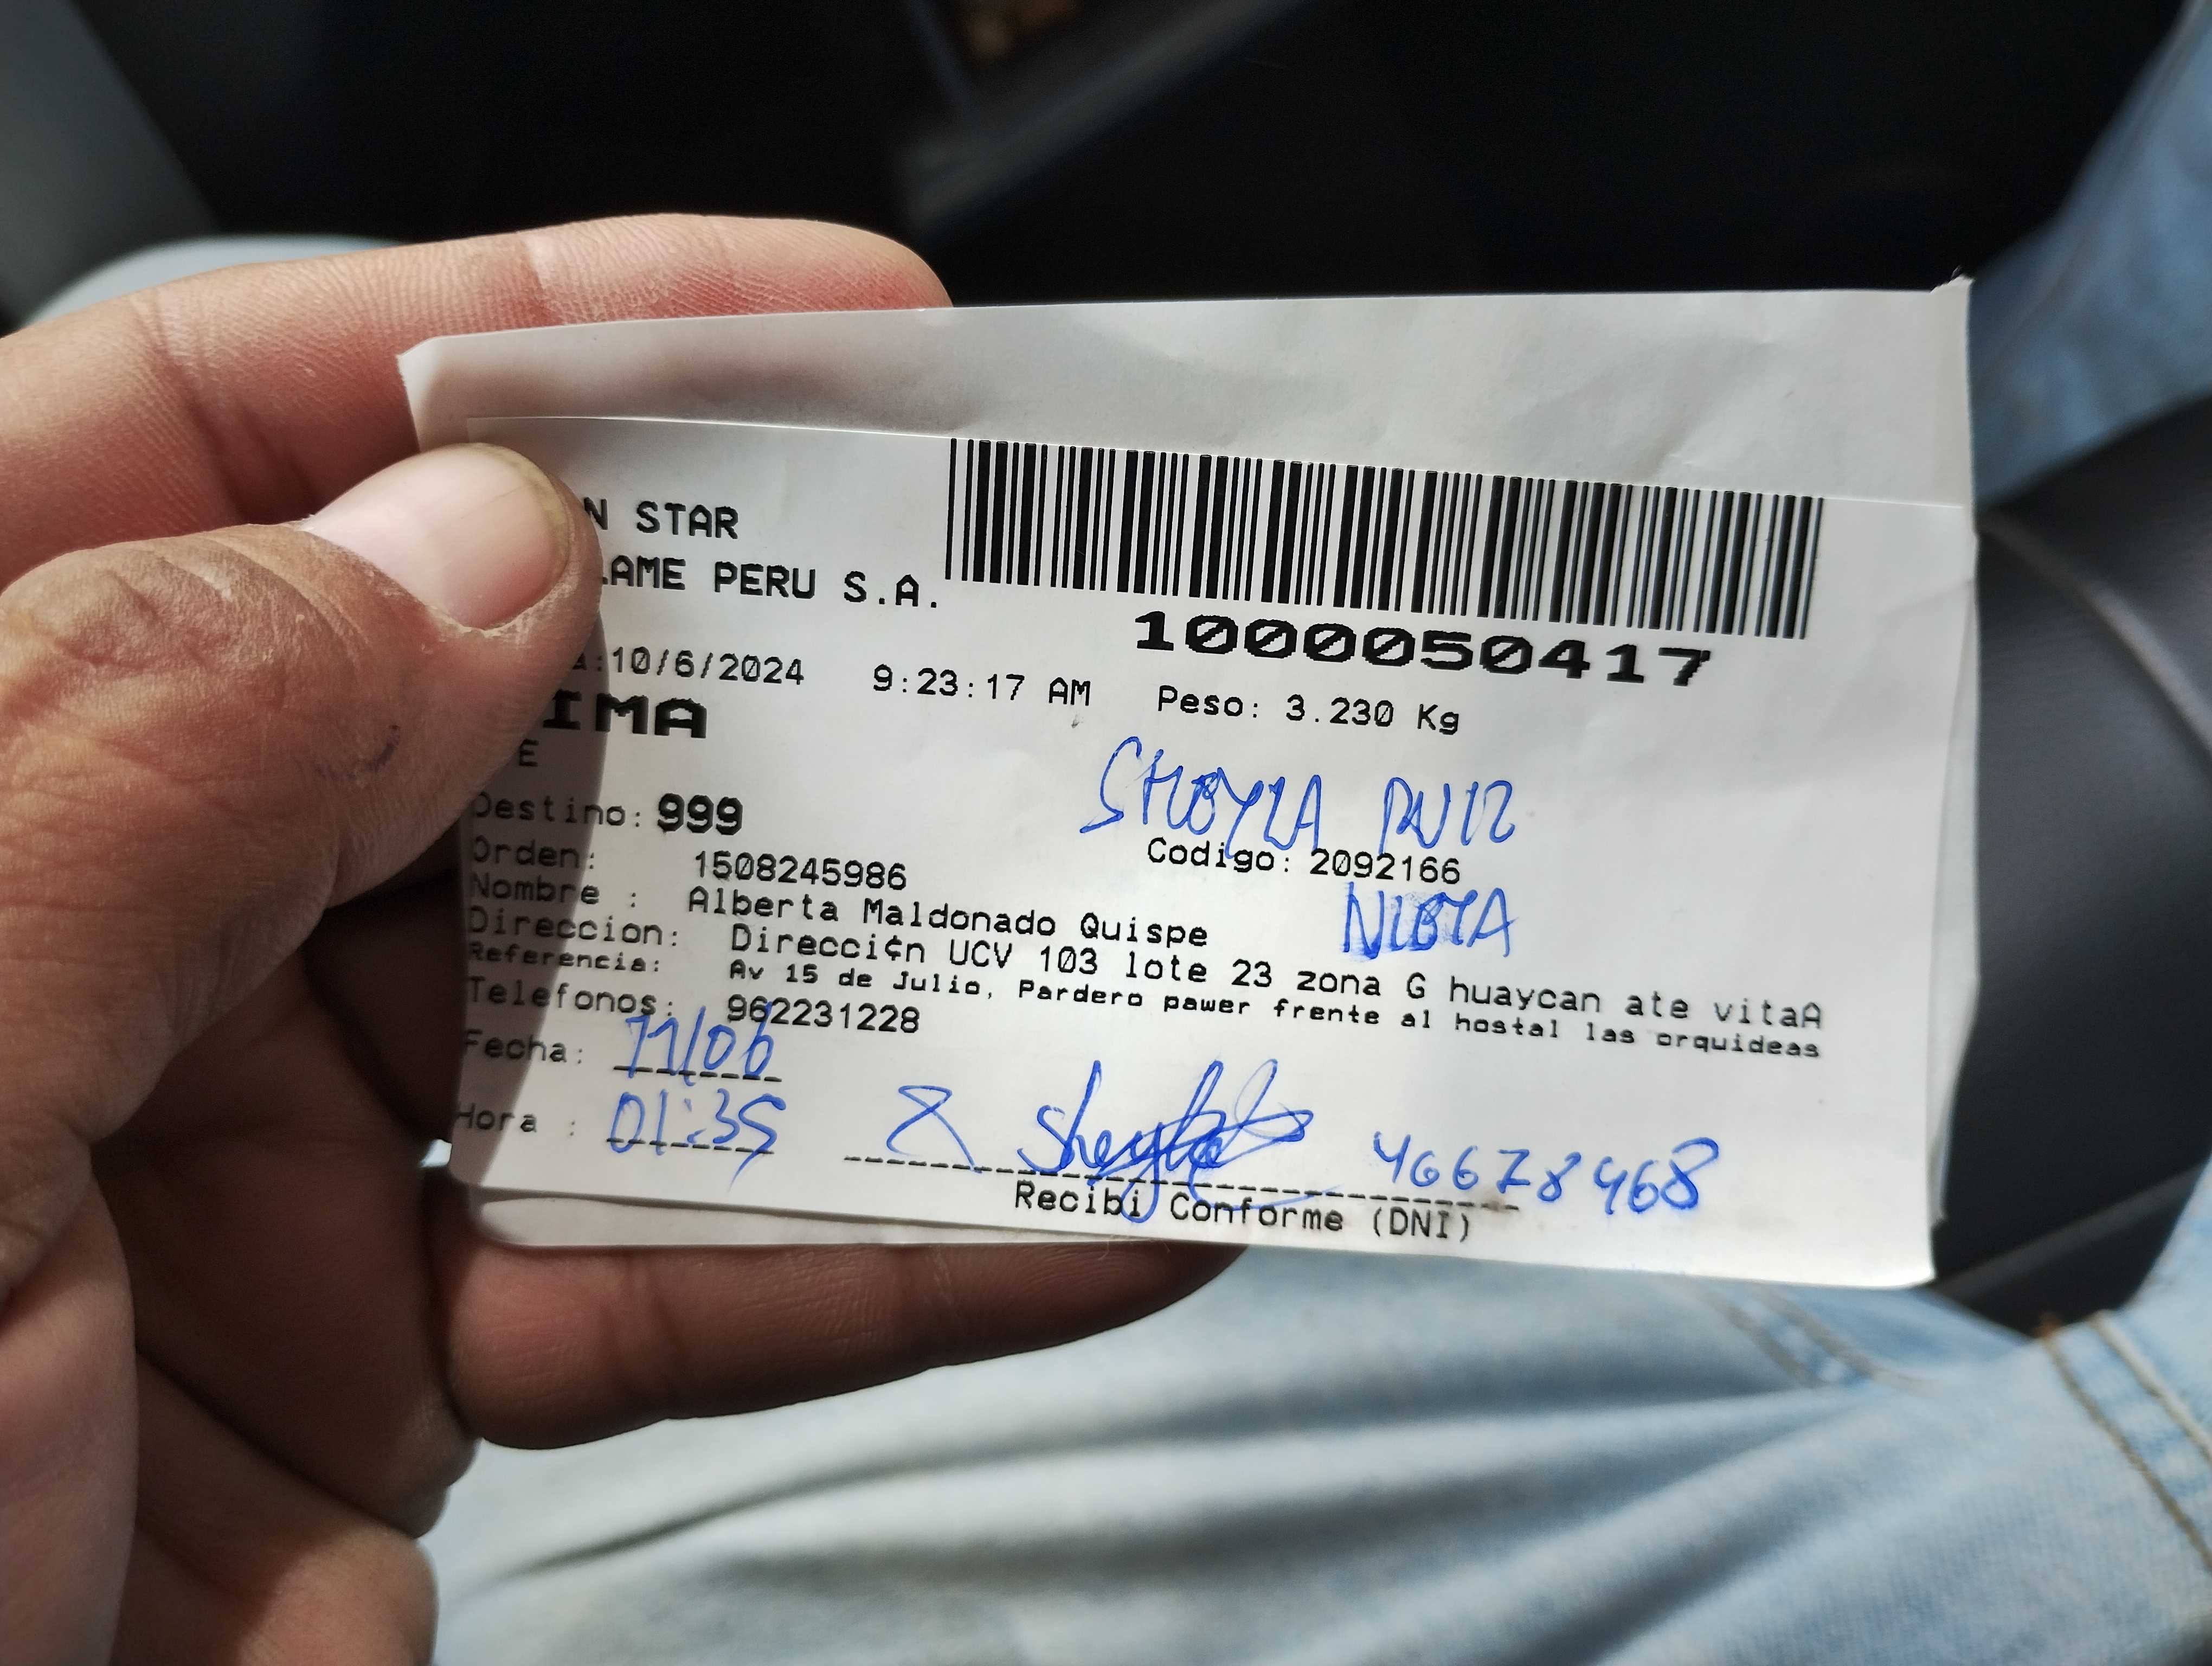 N STAR
LAME PERU S.A.
1000050417
a:10/6/2024 9:23:17 AM Peso: 3.230 Kg
IMA
E
SHEYLA RUIZ
Destino: 999
Orden: 1508245986 Codigo: 2092166
Nombre : Alberta Maldonado Quispe
NIETA
Direccion: Direcci¢n UCV 103 lote 23 zona G huaycan ate vitaA
Referencia: Av 15 de Julio, Pardero pawer frente al hostal las orquideas
Telefonos: 962231228
Fecha: 11/06
Hora : 01:35 Sheyla 46678468
Recibi Conforme (DNI)